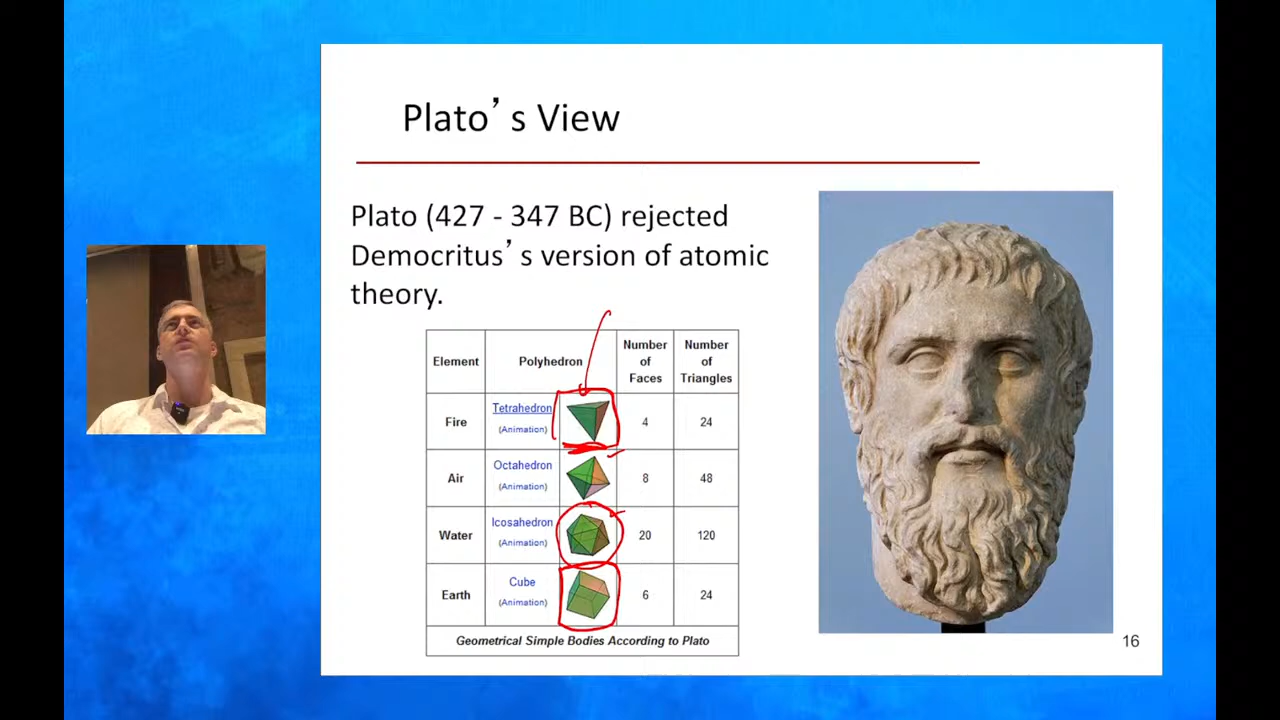 Plato’s View
Plato (427 - 347 BC) rejected
Democritus’s version of atomic
theory.
Element Polyhedron Number of Faces Number of Triangles
Fire Tetrahedron (Animation) 4 24
Air Octahedron (Animation) 8 48
Water Icosahedron (Animation) 20 120
Earth Cube (Animation) 6 24
Geometrical Simple Bodies According to Plato
16